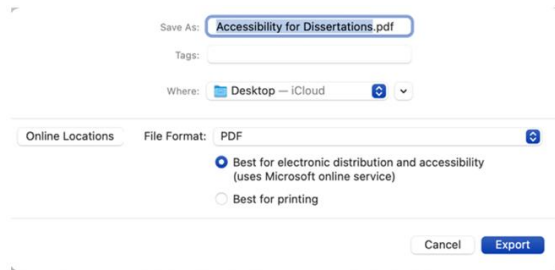 Save As: Accessibility for Dissertations.pdf
Tags:
Where: Desktop — iCloud
Online Locations File Format: PDF
Best for electronic distribution and accessibility
(uses Microsoft online service)
Best for printing
Cancel Export